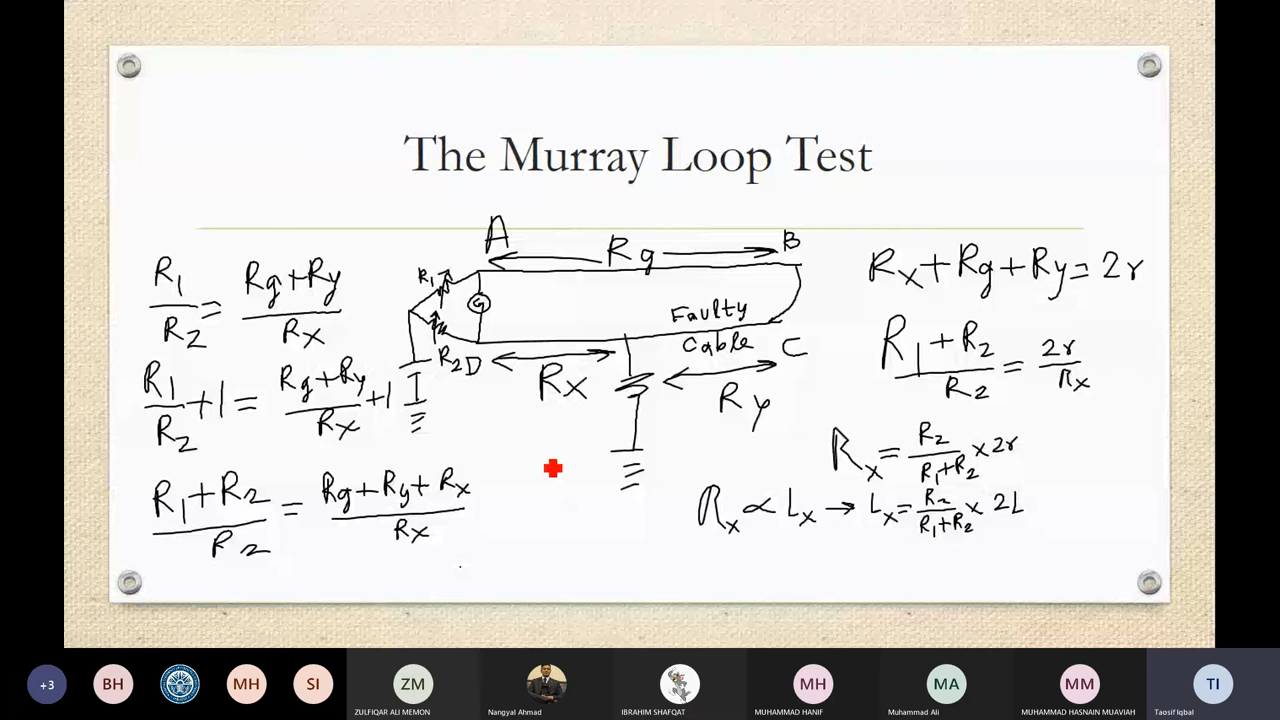 The Murray Loop Test
R1/R2 = Rg+Ry/Rx
R1/R2 +1 = Rg+Ry/Rx +1
R1+R2/R2 = Rg+Ry+Rx/Rx
A
Rg
B
R1
G
R2
D
Rx
Faulty
Cable
C
Ry
Rx+Rg+Ry=2r
R1+R2/R2 = 2r/Rx
Rx = R2/R1+R2 ×2r
Rx ∝ Lx → Lx = R2/R1+R2 × 2L
+3
BH
MH
SI
ZM
ZULFIQAR ALI MEMON
Nangyal Ahmad
IBRAHIM SHAFQAT
MH
MUHAMMAD HANIF
MA
Muhammad Ali
MM
MUHAMMAD HASNAIN MUAVIAH
TI
Taosif Iqbal